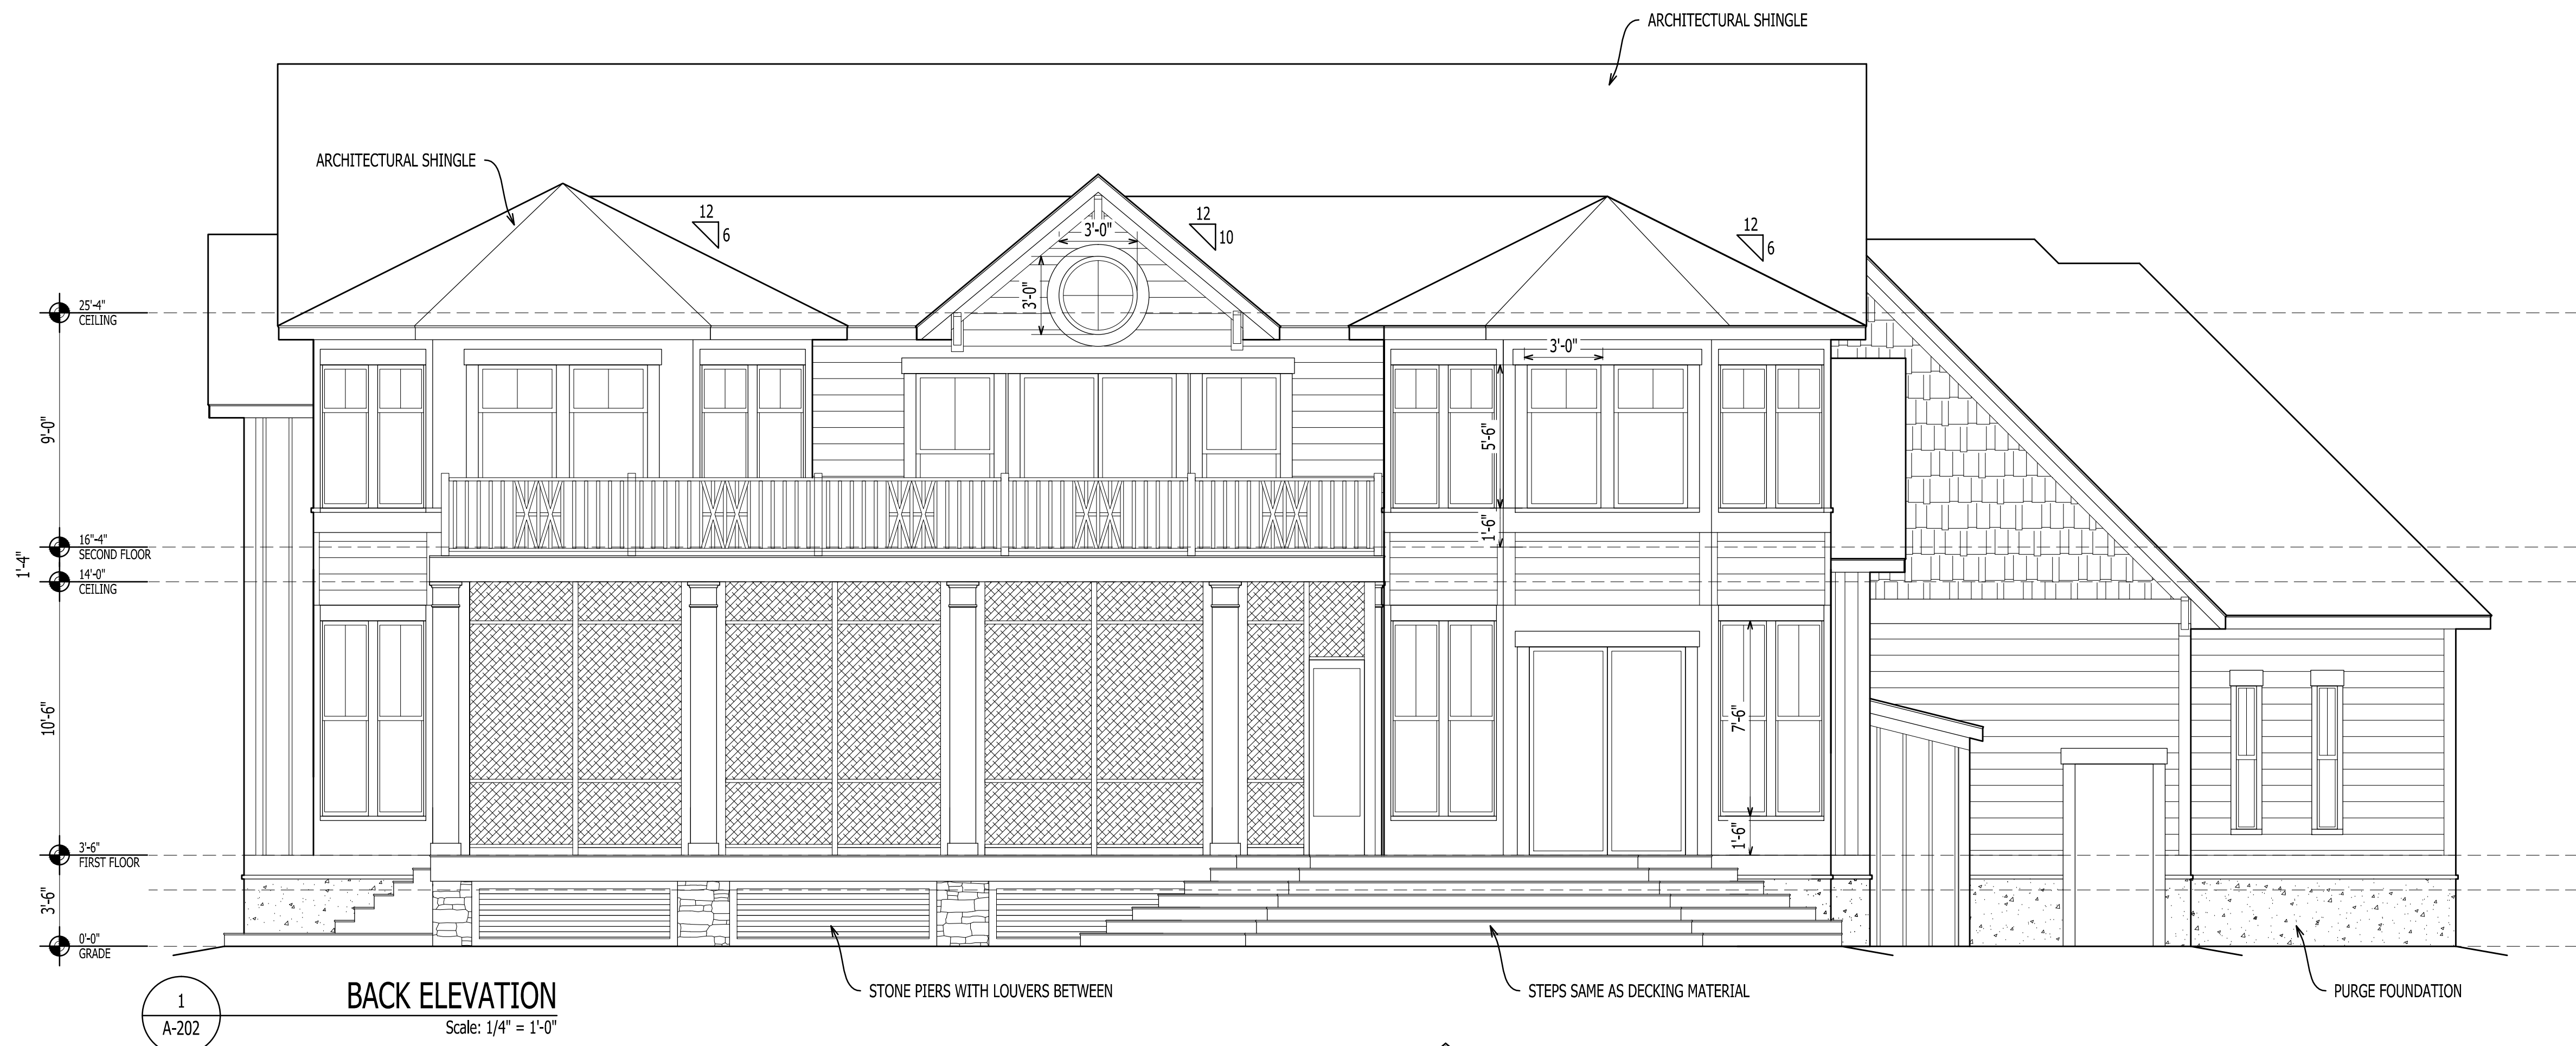 ARCHITECTURAL SHINGLE
ARCHITECTURAL SHINGLE
12
6
12
10
12
6
3'-0"
3'-0"
3'-0"
5'-6"
1'-6"
7'-6"
1'-6"
25'-4"
CEILING
9'-0"
16"-4"
SECOND FLOOR
1'-4"
14'-0"
CEILING
10'-6"
3'-6"
FIRST FLOOR
3'-6"
0'-0"
GRADE
STONE PIERS WITH LOUVERS BETWEEN
STEPS SAME AS DECKING MATERIAL
PURGE FOUNDATION
1
A-202
BACK ELEVATION
Scale: 1/4" = 1'-0"